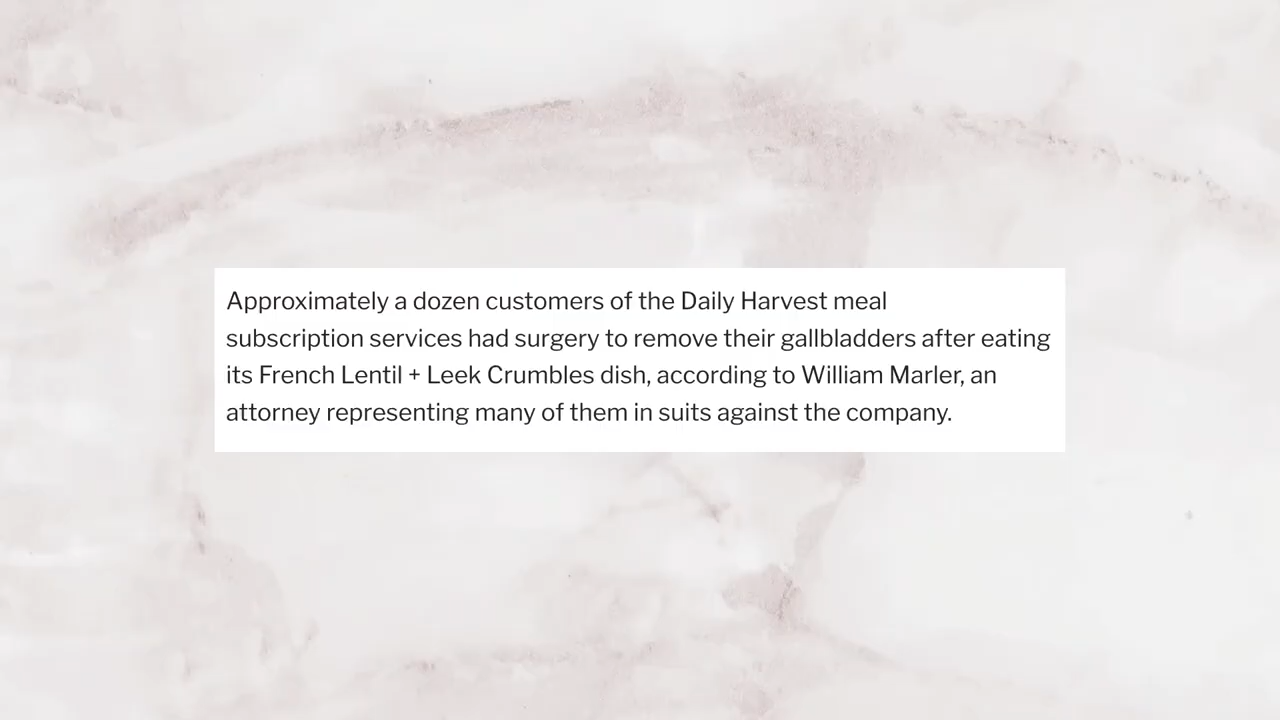 Approximately a dozen customers of the Daily Harvest meal
subscription services had surgery to remove their gallbladders after eating
its French Lentil + Leek Crumbles dish, according to William Marler, an
attorney representing many of them in suits against the company.